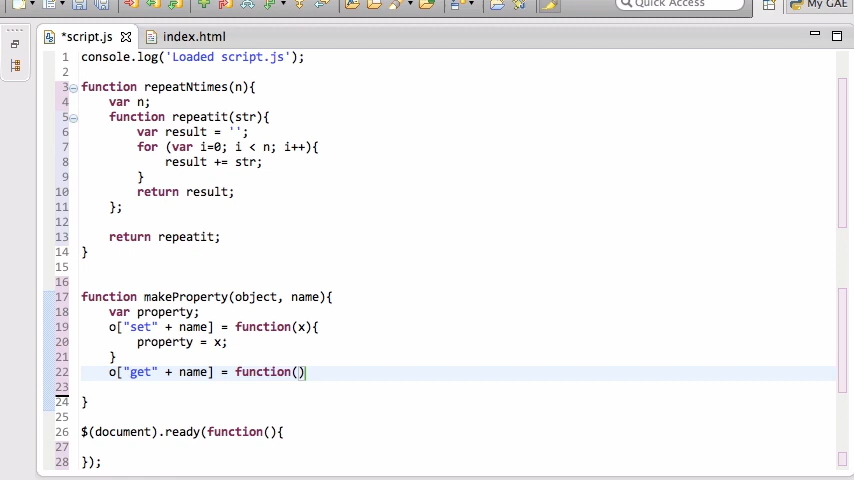 Quick Access
My GAE
*script.js
index.html
1 console.log('Loaded script.js');
2
3 function repeatNtimes(n){
4 var n;
5 function repeatit(str){
6 var result = '';
7 for (var i=0; i < n; i++){
8 result += str;
9 }
10 return result;
11 };
12
13 return repeatit;
14 }
15
16
17 function makeProperty(object, name){
18 var property;
19 o["set" + name] = function(x){
20 property = x;
21 }
22 o["get" + name] = function()
23
24 }
25
26 $(document).ready(function(){
27
28 });